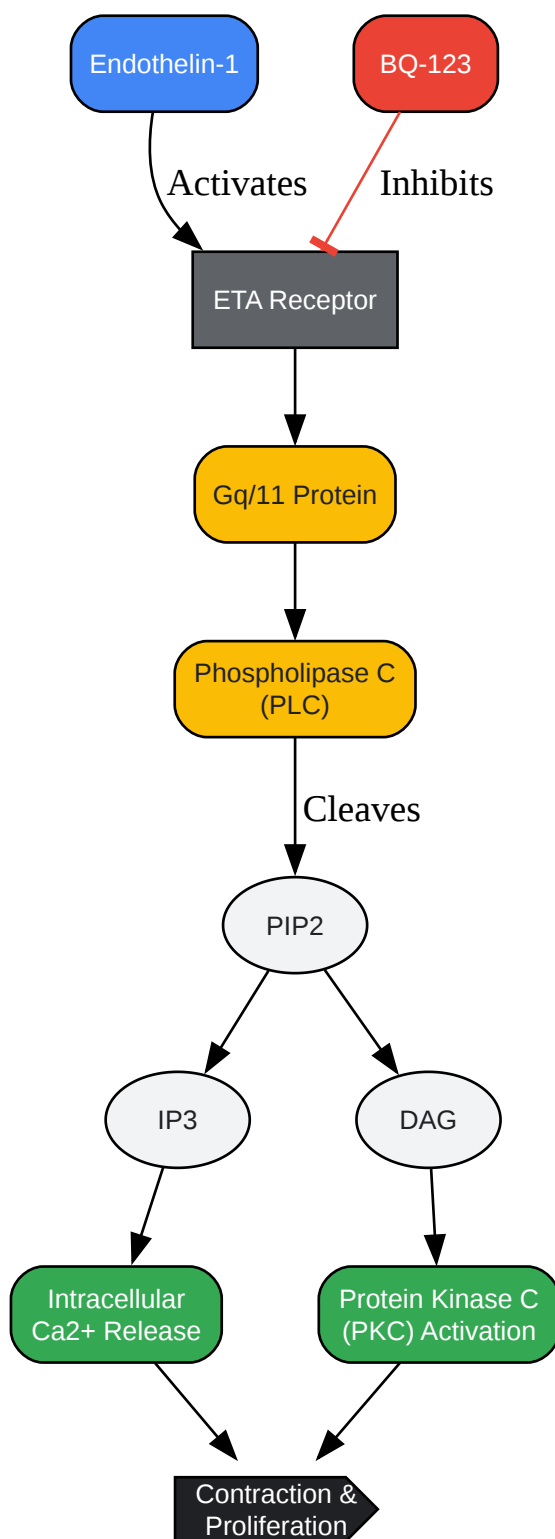 Endothelin-1
BQ-123
Activates
Inhibits
ETA Receptor
Gq/11 Protein
Phospholipase C
(PLC)
Cleaves
PIP2
IP3
DAG
Intracellular
Ca2+ Release
Protein Kinase C
(PKC) Activation
Contraction &
Proliferation